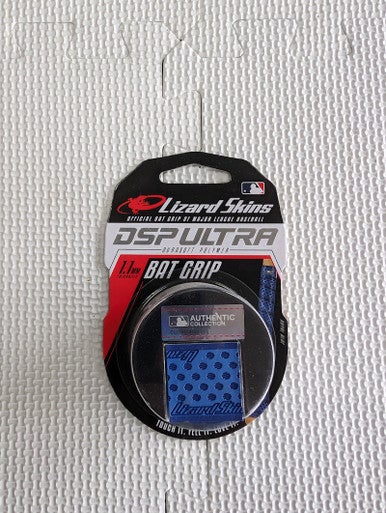 Lizard Skins
OFFICIAL BAT GRIP OF MAJOR LEAGUE BASEBALL
DSP ULTRA
DURASOFT POLYMER
1.1mm
BAT GRIP
AUTHENTIC
COLLECTION
Lizard Skins
TOUCH IT. FEEL IT. LOVE IT.